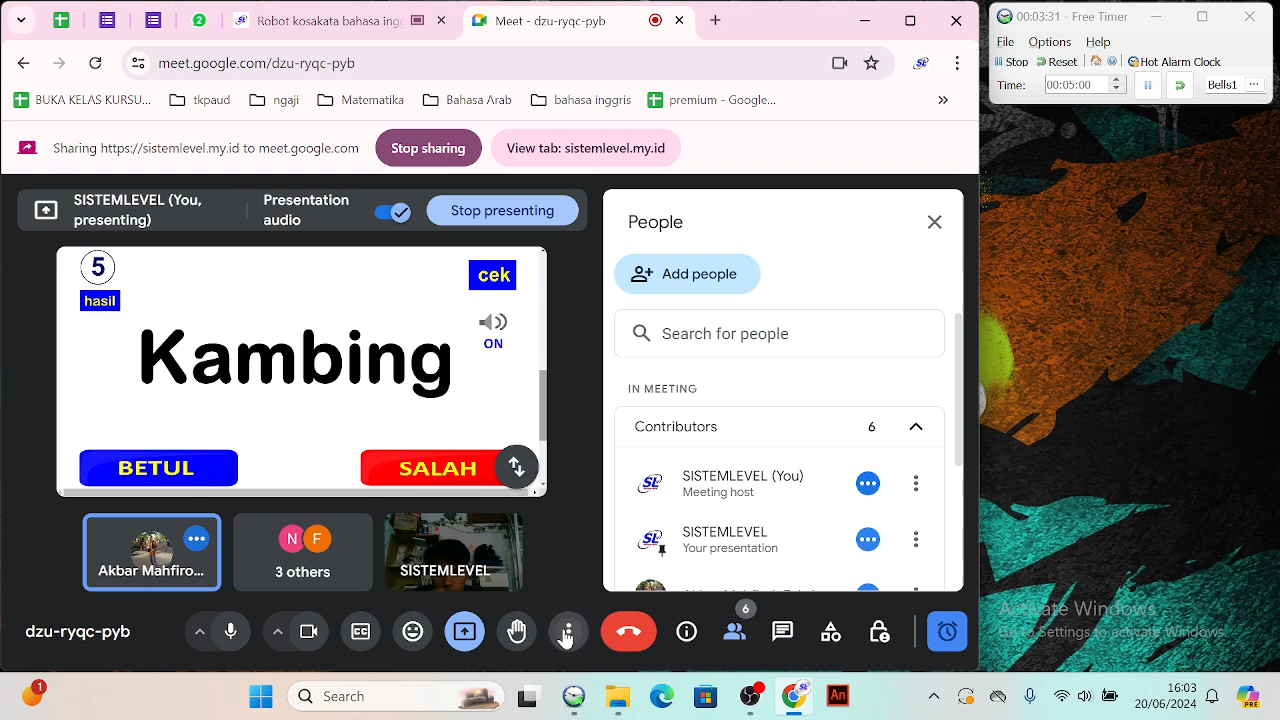 2
Robot kosakata bahasa ing
Meet - dzu-ryqc-pyb
meet.google.com/dzu-ryqc-pyb
BUKA KELAS KURSU... tkpaud ngaji Matematika Bahasa Arab bahasa inggris premium - Google...
Sharing https://sistemlevel.my.id to meet.google.com Stop sharing View tab: sistemlevel.my.id
SISTEMLEVEL (You, presenting)
Presentation audio
Stop presenting
5
hasil
cek
ON
Kambing
BETUL
SALAH
Akbar Mahfiro...
N F
3 others
SISTEMLEVEL
People
Add people
Search for people
IN MEETING
Contributors 6
SISTEMLEVEL (You)
Meeting host
SISTEMLEVEL
Your presentation
dzu-ryqc-pyb
6
00:03:31 - Free Timer
File Options Help
Stop Reset Hot Alarm Clock
Time: 00:05:00 Bells1 ...
Activate Windows
Go to Settings to activate Windows.
1
Search
An
16:03
20/06/2024
PRE